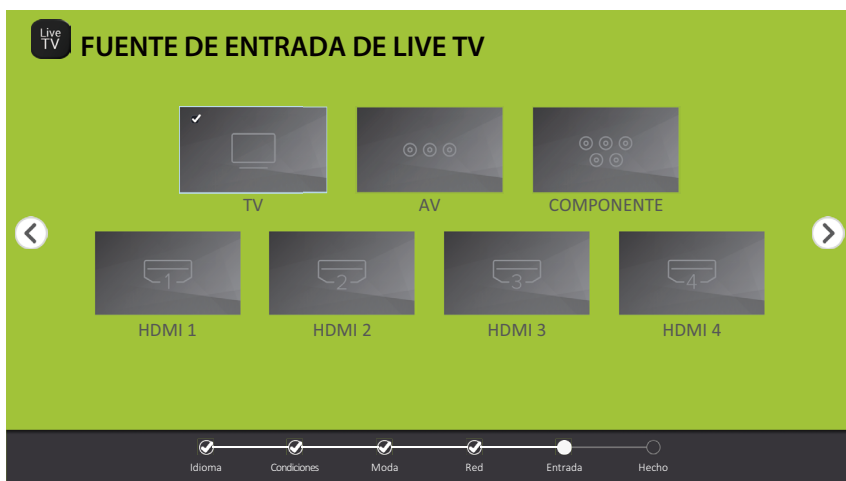 Live
TV
FUENTE DE ENTRADA DE LIVE TV
TV AV COMPONENTE
1 2 3 4
HDMI 1 HDMI 2 HDMI 3 HDMI 4
Idioma Condiciones Moda Red Entrada Hecho